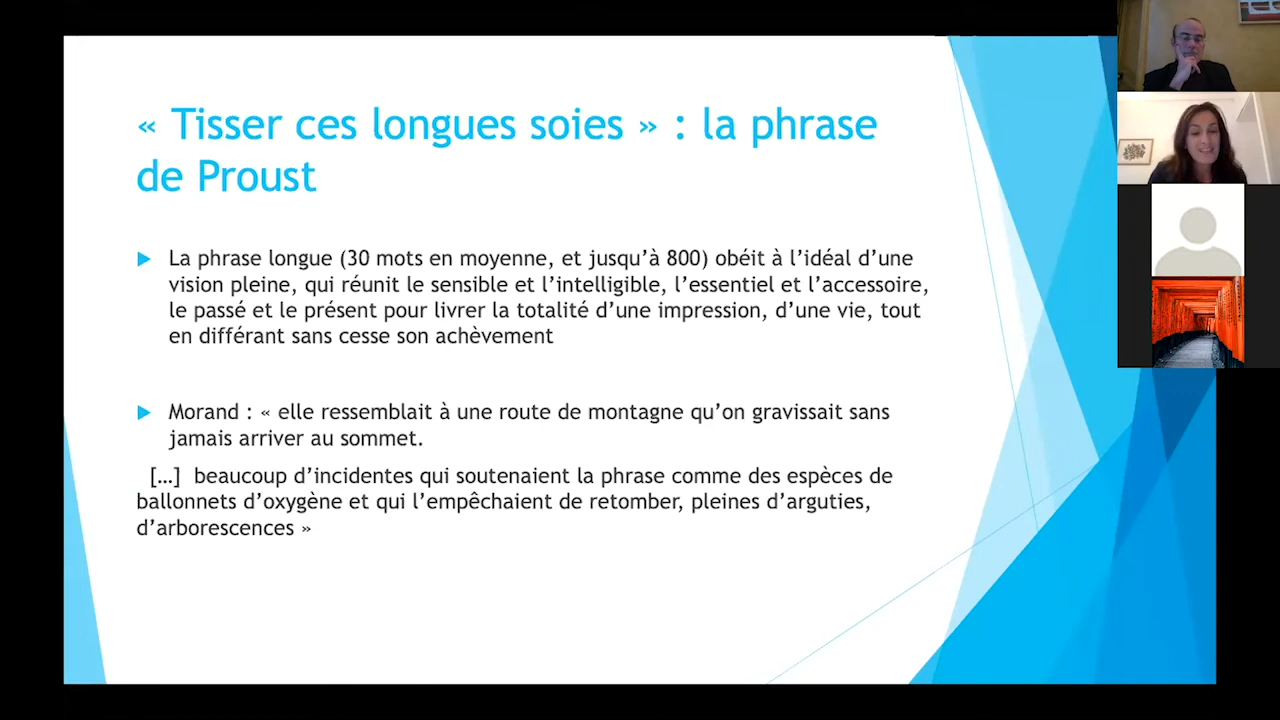 « Tisser ces longues soies » : la phrase
de Proust
La phrase longue (30 mots en moyenne, et jusqu’à 800) obéit à l’idéal d’une
vision pleine, qui réunit le sensible et l’intelligible, l’essentiel et l’accessoire,
le passé et le présent pour livrer la totalité d’une impression, d’une vie, tout
en différant sans cesse son achèvement
Morand : « elle ressemblait à une route de montagne qu’on gravissait sans
jamais arriver au sommet.
[…] beaucoup d’incidentes qui soutenaient la phrase comme des espèces de
ballonnets d’oxygène et qui l’empêchaient de retomber, pleines d’arguties,
d’arborescences »